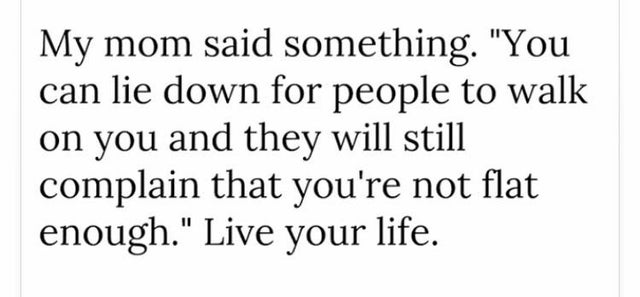 My mom said something. "You
can lie down for people to walk
on you and they will still
complain that you're not flat
enough." Live your life.